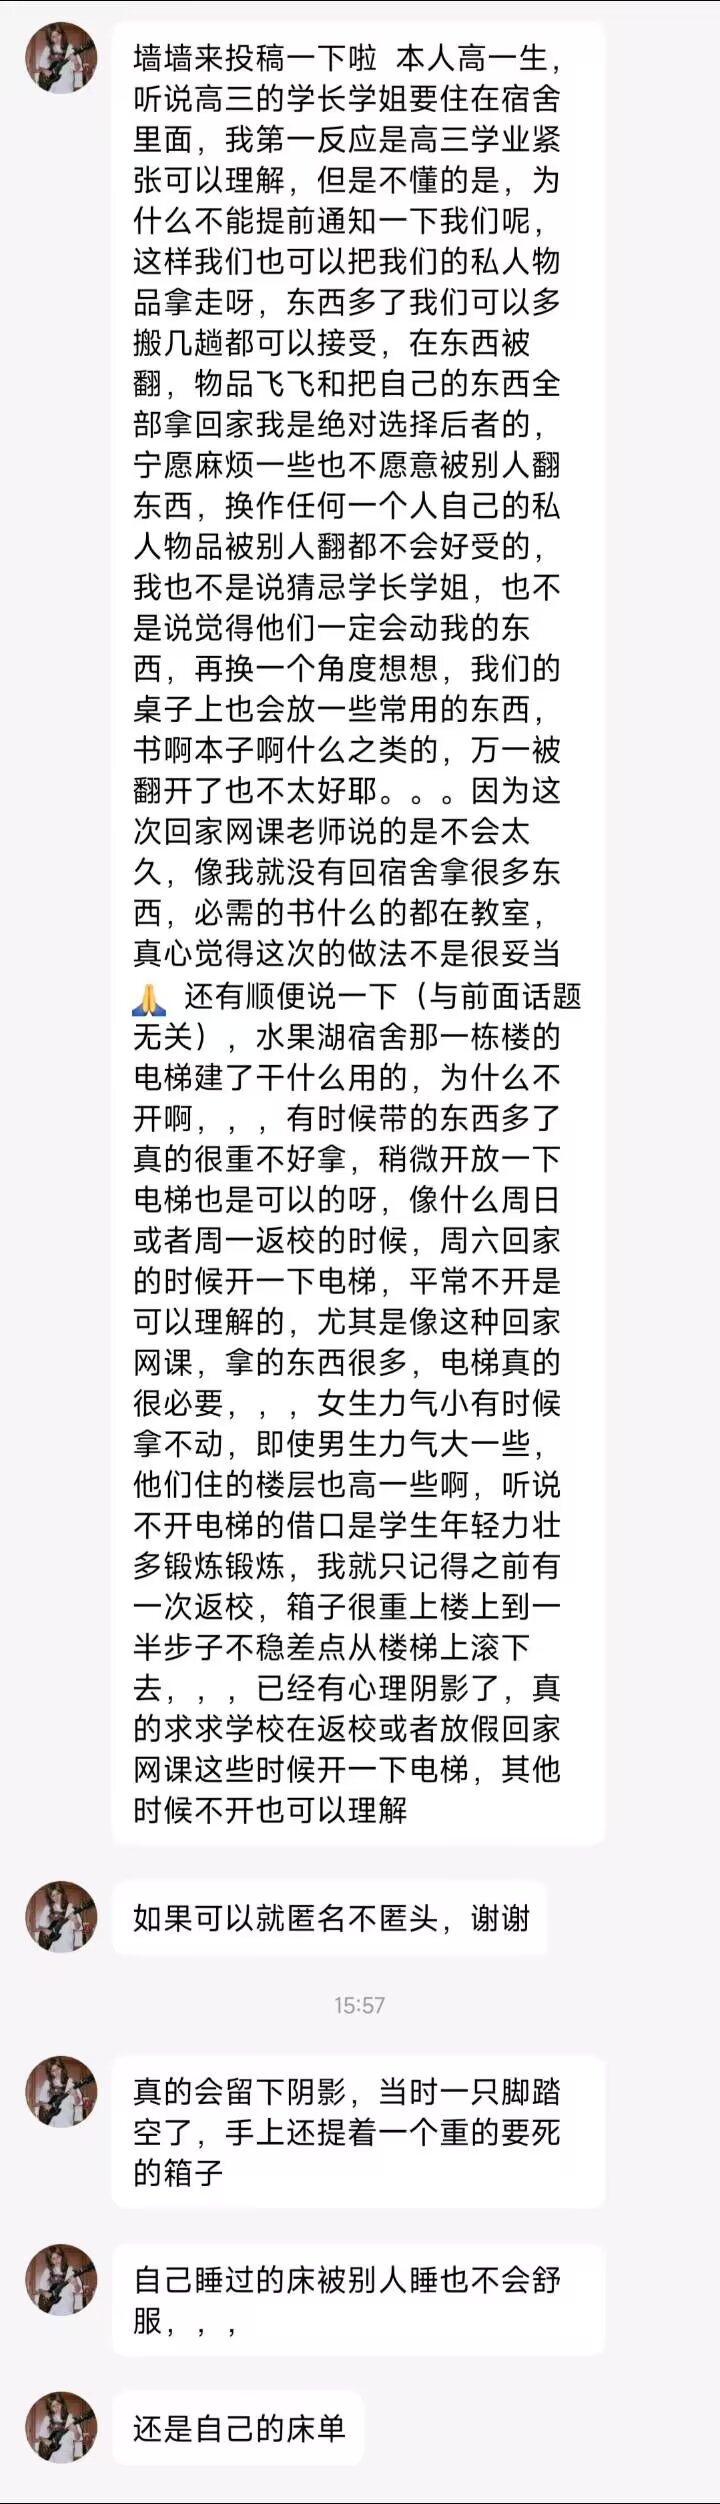 墙墙来投稿一下啦  本人高一生，
听说高三的学长学姐要住在宿舍
里面，我第一反应是高三学业紧
张可以理解，但是不懂的是，为
什么不能提前通知一下我们呢，
这样我们也可以把我们的私人物
品拿走呀，东西多了我们可以多
搬几趟都可以接受，在东西被
翻，物品飞飞和把自己的东西全
部拿回家我是绝对选择后者的，
宁愿麻烦一些也不愿意被别人翻
东西，换作任何一个人自己的私
人物品被别人翻都不会好受的，
我也不是说猜忌学长学姐，也不
是说觉得他们一定会动我的东
西，再换一个角度想想，我们的
桌子上也会放一些常用的东西，
书啊本子啊什么之类的，万一被
翻开了也不太好耶。。。因为这
次回家网课老师说的是不会太
久，像我就没有回宿舍拿很多东
西，必需的书什么的都在教室，
真心觉得这次的做法不是很妥当
🙏 还有顺便说一下（与前面话题
无关），水果湖宿舍那一栋楼的
电梯建了干什么用的，为什么不
开啊，，，有时候带的东西多了
真的很重不好拿，稍微开放一下
电梯也是可以的呀，像什么周日
或者周一返校的时候，周六回家
的时候开一下电梯，平常不开是
可以理解的，尤其是像这种回家
网课，拿的东西很多，电梯真的
很必要，，，女生力气小有时候
拿不动，即使男生力气大一些，
他们住的楼层也高一些啊，听说
不开电梯的借口是学生年轻力壮
多锻炼锻炼，我就只记得之前有
一次返校，箱子很重上楼上到一
半步子不稳差点从楼梯上滚下
去，，，已经有心理阴影了，真
的求求学校在返校或者放假回家
网课这些时候开一下电梯，其他
时候不开也可以理解
如果可以就匿名不匿头，谢谢
15:57
真的会留下阴影，当时一只脚踏
空了，手上还提着一个重的要死
的箱子
自己睡过的床被别人睡也不会舒
服，，，
还是自己的床单